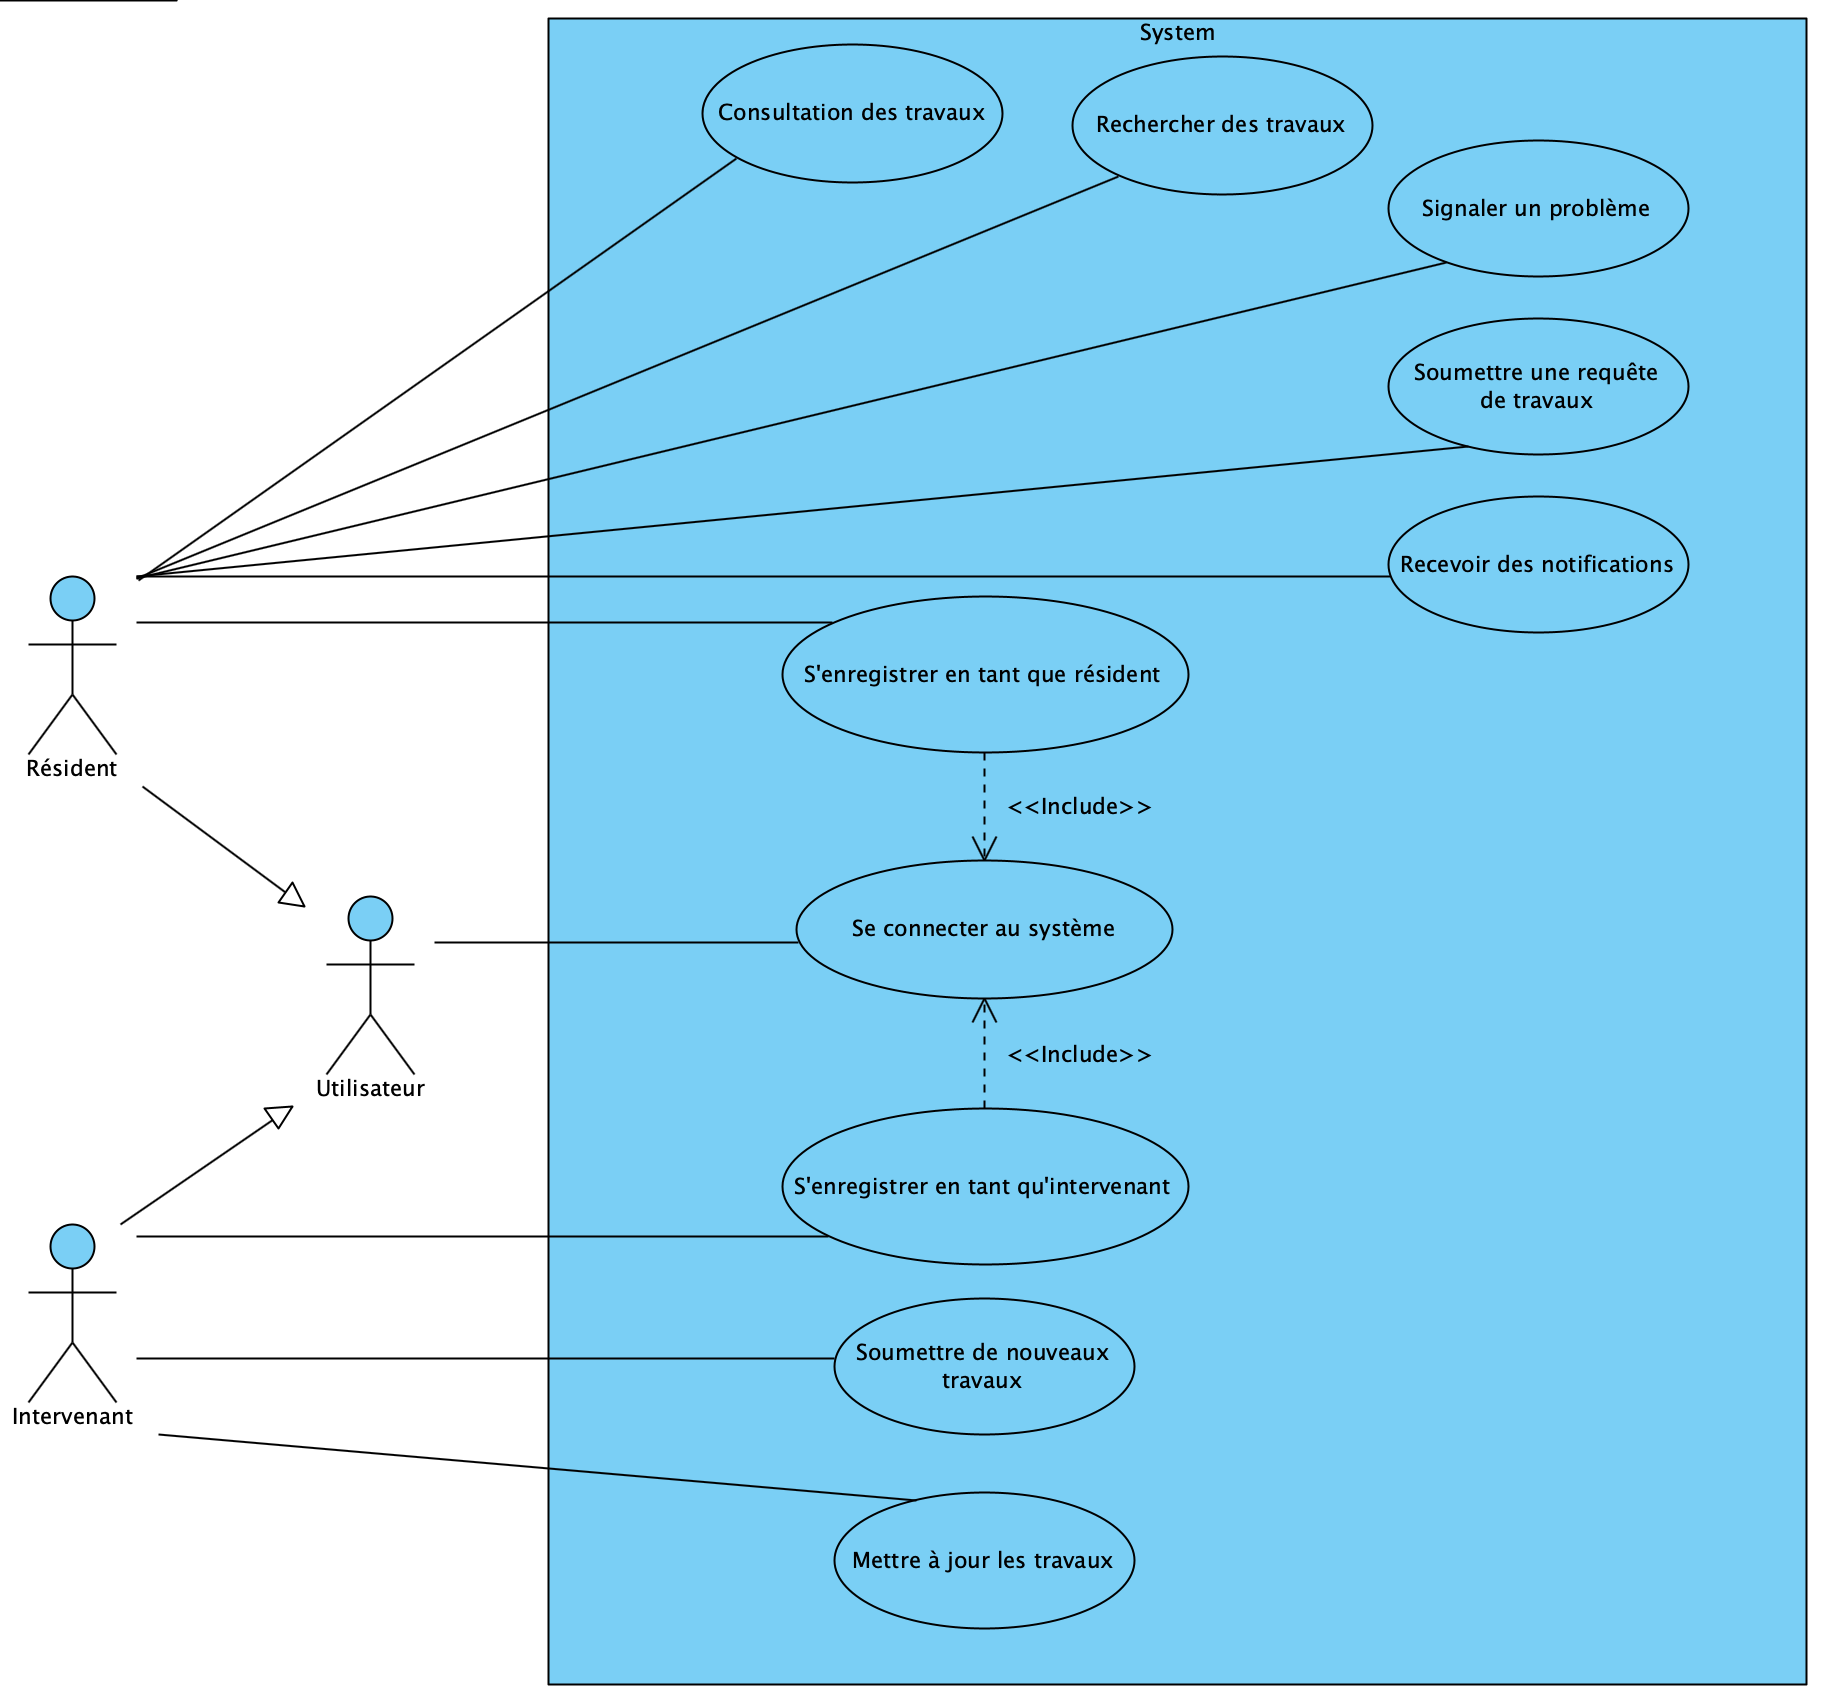 System
Consultation des travaux
Rechercher des travaux
Signaler un problème
Soumettre une requête
de travaux
Recevoir des notifications
S'enregistrer en tant que résident
Résident
<<Include>>
Se connecter au système
<<Include>>
Utilisateur
S'enregistrer en tant qu'intervenant
Soumettre de nouveaux
travaux
Intervenant
Mettre à jour les travaux